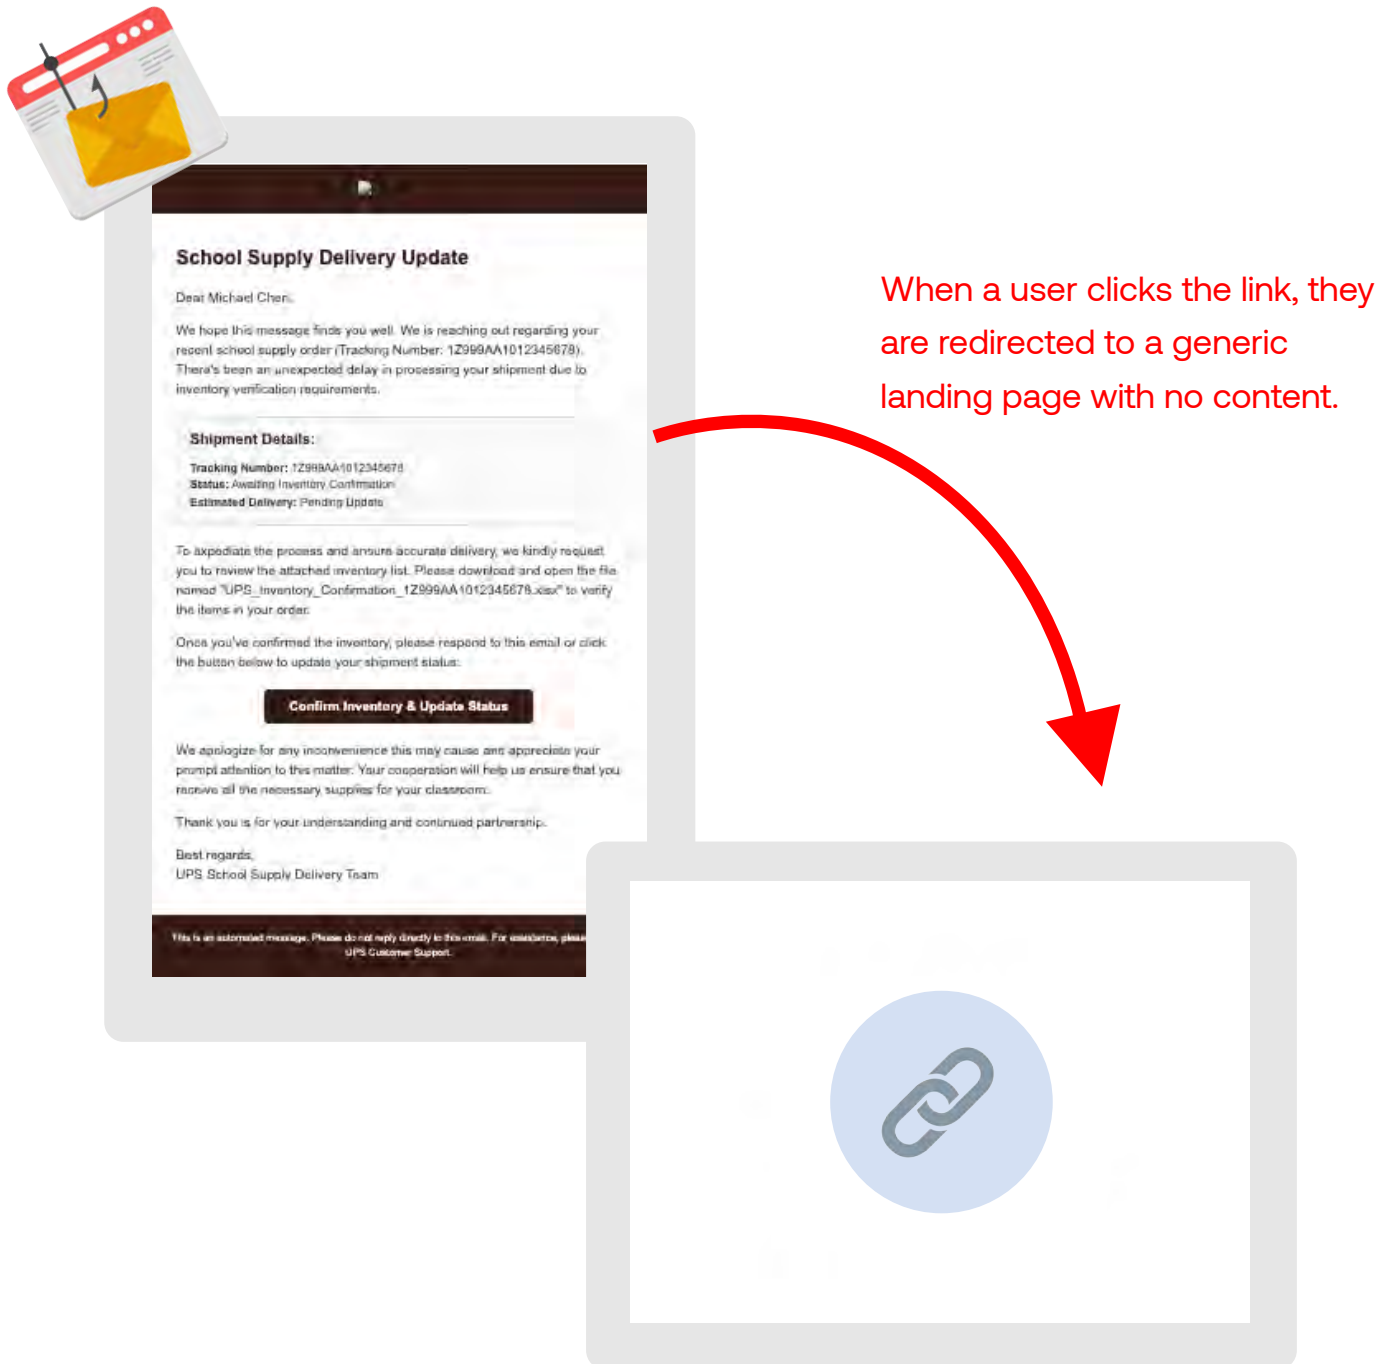 School Supply Delivery Update
Dear Michael Chen,
We hope this message finds you well. We is reaching out regarding your
recent school supply order (Tracking Number: 1Z999AA1012345678).
There's been an unexpected delay in processing your shipment due to
inventory verification requirements.
Shipment Details:
Tracking Number: 1Z999AA1012345678
Status: Awaiting Inventory Confirmation
Estimated Delivery: Pending Update
To expediate the process and ensure accurate delivery, we kindly request
you to review the attached inventory list. Please download and open the file
named "UPS_Inventory_Confirmation_1Z999AA1012345678.xlsx" to verify
the items in your order.
Once you've confirmed the inventory, please respond to this email or click
the button below to update your shipment status:
Confirm Inventory & Update Status
We apologize for any inconvenience this may cause and appreciate your
prompt attention to this matter. Your cooperation will help us ensure that you
receive all the necessary supplies for your classroom.
Thank you is for your understanding and continued partnership.
Best regards,
UPS School Supply Delivery Team
This is an automated message. Please do not reply directly to this email. For assistance,
UPS Customer Support.
When a user clicks the link, they
are redirected to a generic
landing page with no content.